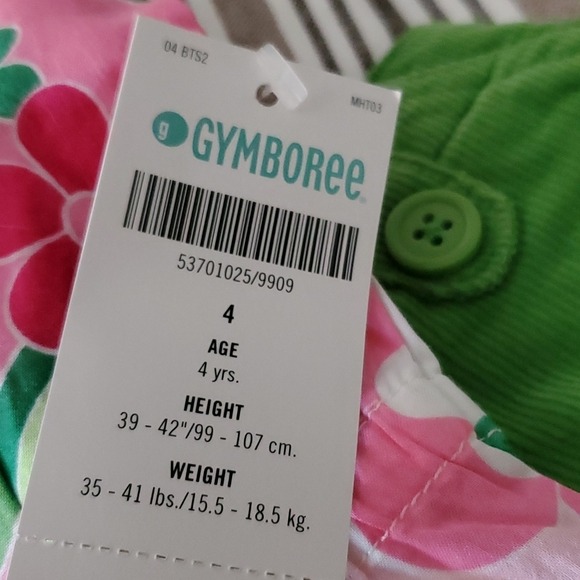 04 BTS2
MHT03
g GYMBOREE
53701025/9909
4
AGE
4 yrs.
HEIGHT
39 - 42"/99 - 107 cm.
WEIGHT
35 - 41 lbs./15.5 - 18.5 kg.